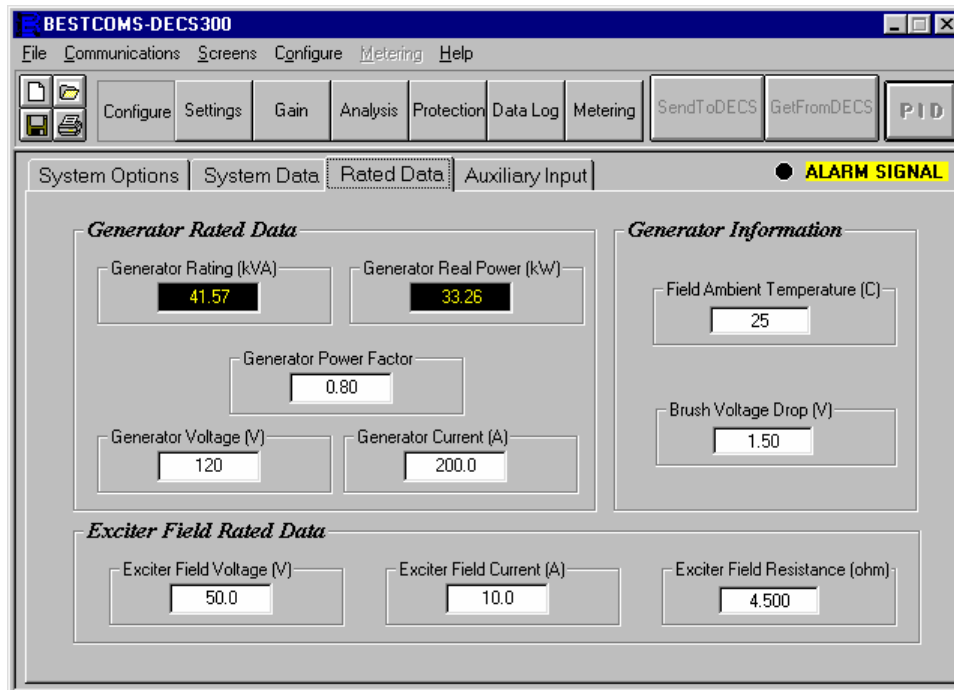 BESTCOMS-DECS300
File Communications Screens Configure Metering Help
Configure Settings Gain Analysis Protection Data Log Metering SendToDECS GetFromDECS PID
System Options System Data Rated Data Auxiliary Input ALARM SIGNAL
Generator Rated Data
Generator Rating (kVA)
41.57
Generator Real Power (kW)
33.26
Generator Power Factor
0.80
Generator Voltage (V)
120
Generator Current (A)
200.0
Generator Information
Field Ambient Temperature (C)
25
Brush Voltage Drop (V)
1.50
Exciter Field Rated Data
Exciter Field Voltage (V)
50.0
Exciter Field Current (A)
10.0
Exciter Field Resistance (ohm)
4.500